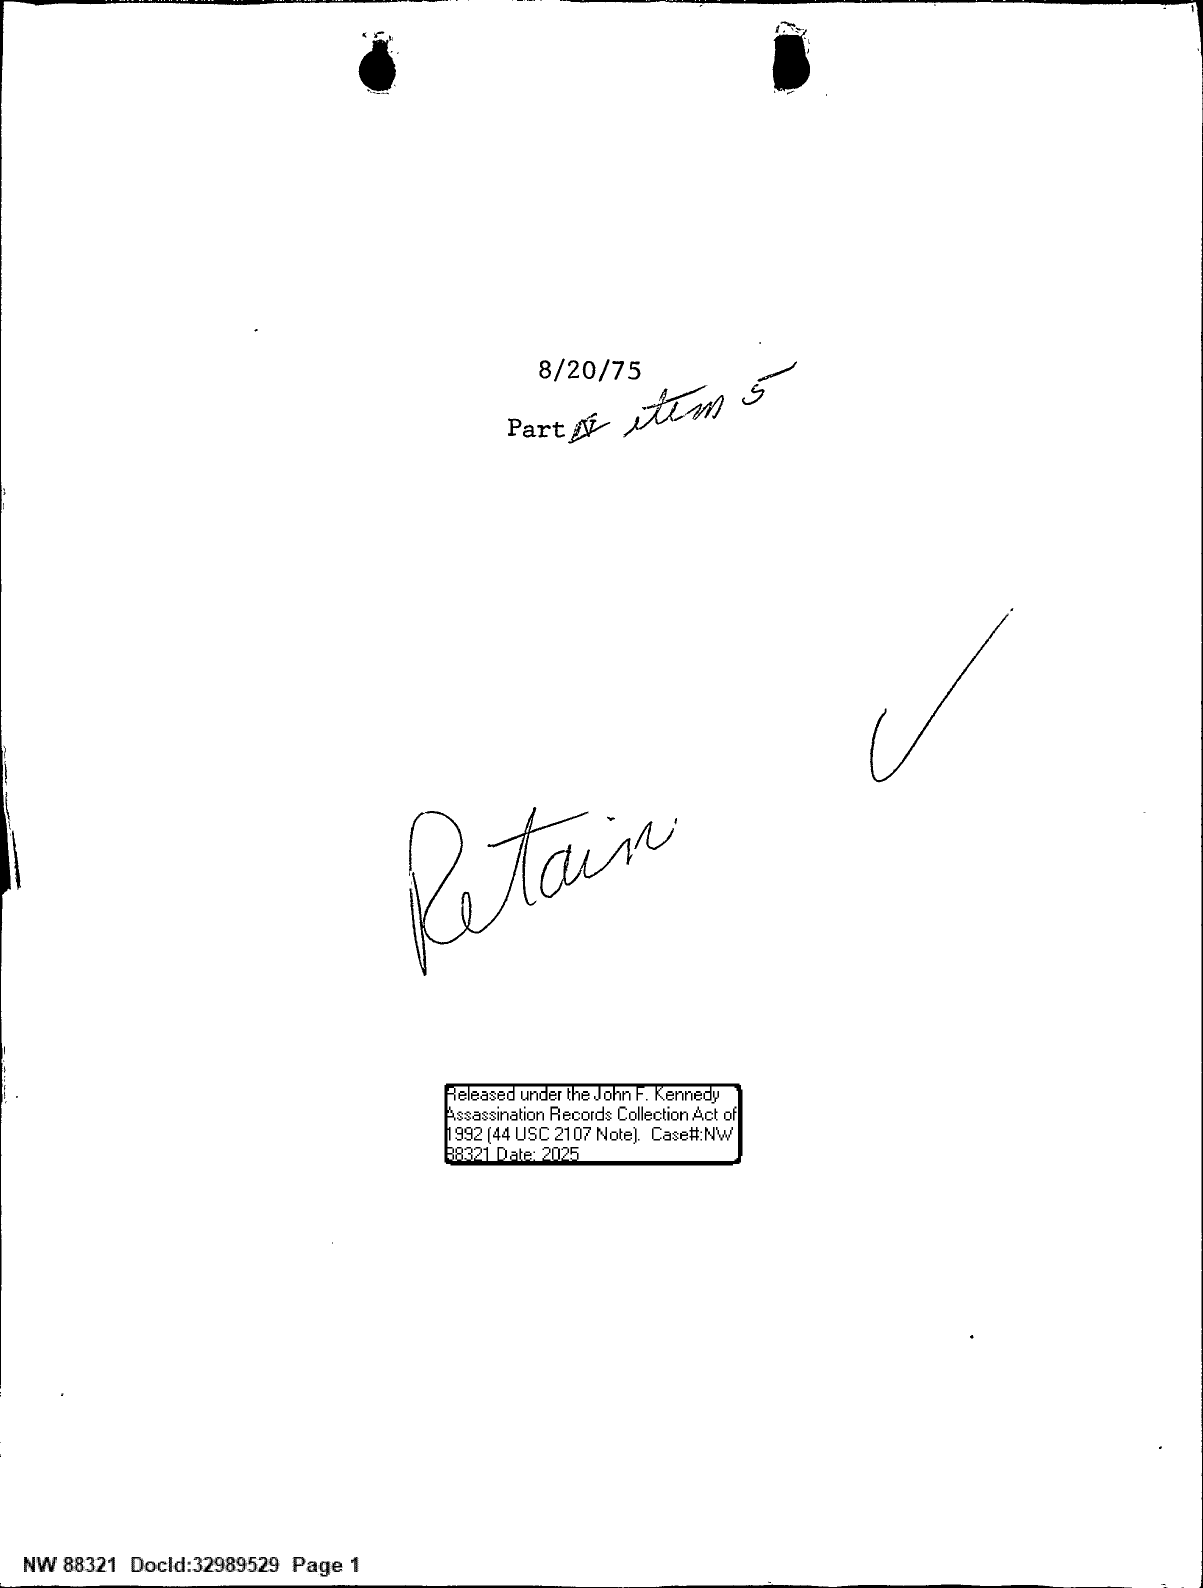 8/20/75
Part IV item 5
Retain
Released under the John F. Kennedy
Assassination Records Collection Act of
1992 (44 USC 2107 Note). Case#:NW
88321 Date: 2025
NW 88321 DocId:32989529 Page 1